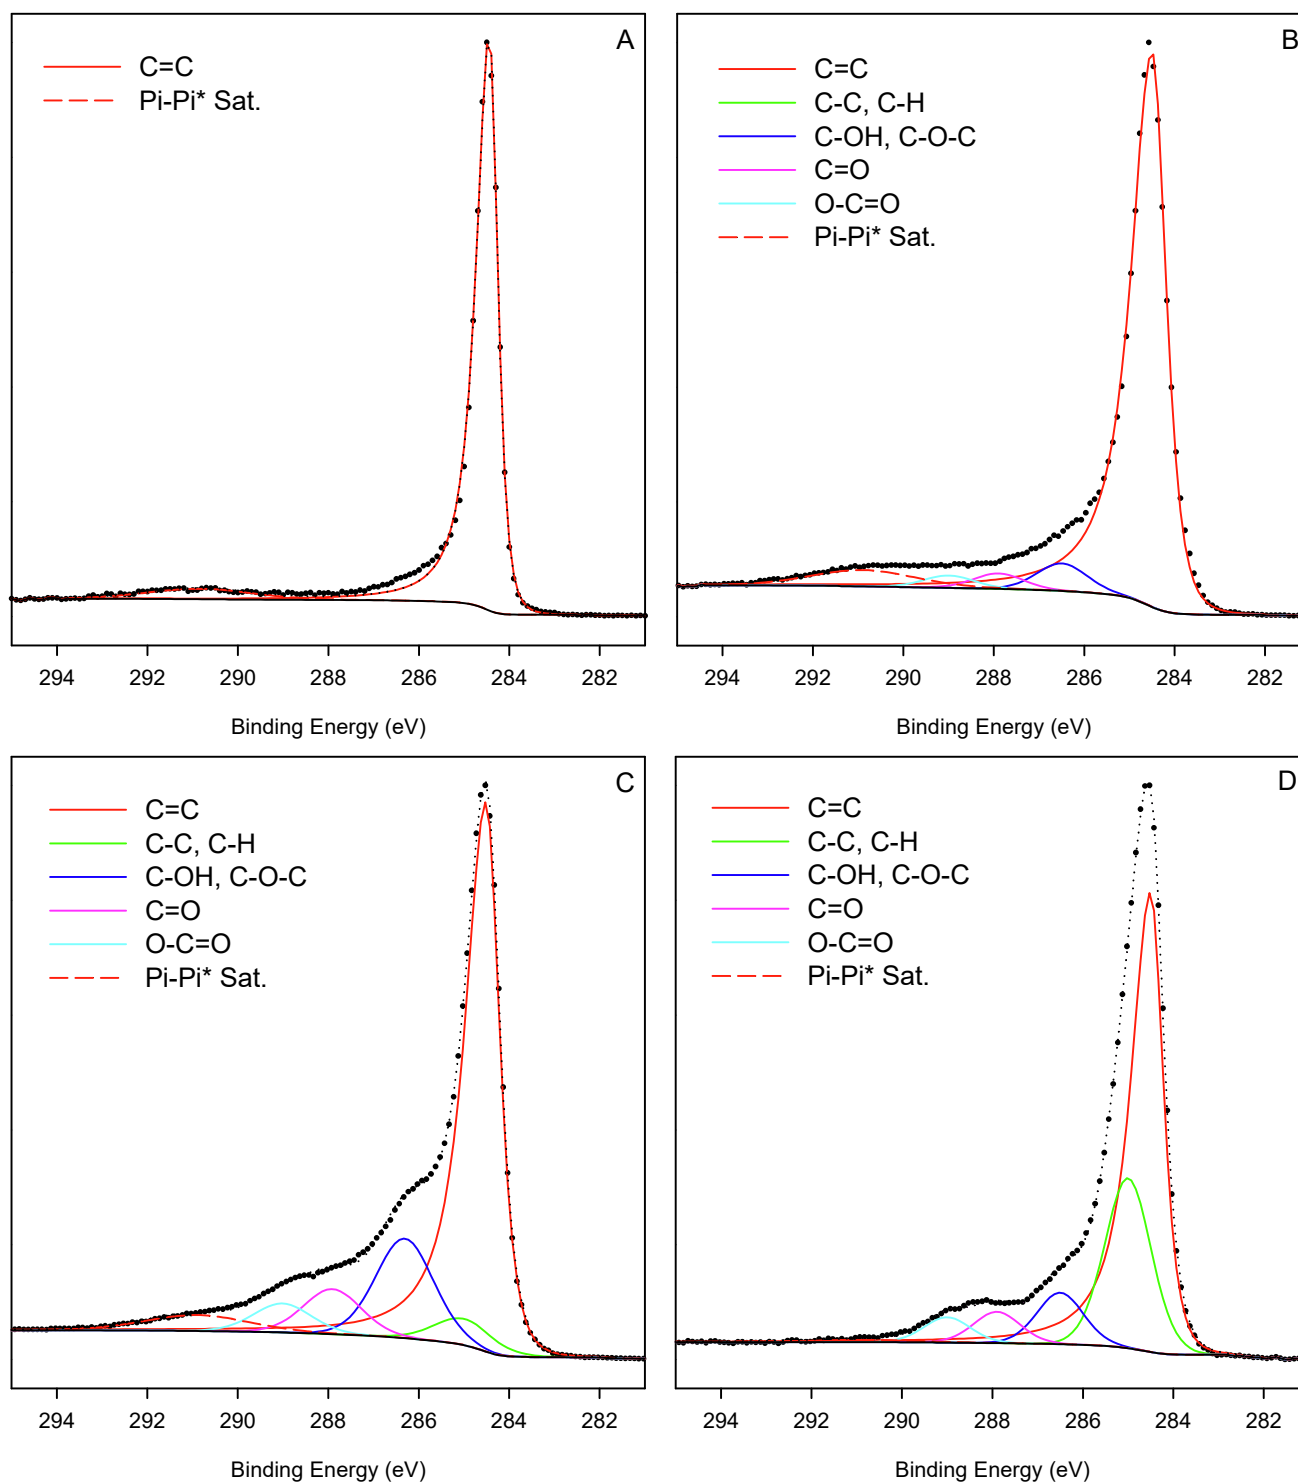 A
C=C
Pi-Pi* Sat.
294 292 290 288 286 284 282
Binding Energy (eV)
B
C=C
C-C, C-H
C-OH, C-O-C
C=O
O-C=O
Pi-Pi* Sat.
294 292 290 288 286 284 282
Binding Energy (eV)
C
C=C
C-C, C-H
C-OH, C-O-C
C=O
O-C=O
Pi-Pi* Sat.
294 292 290 288 286 284 282
Binding Energy (eV)
D
C=C
C-C, C-H
C-OH, C-O-C
C=O
O-C=O
Pi-Pi* Sat.
294 292 290 288 286 284 282
Binding Energy (eV)